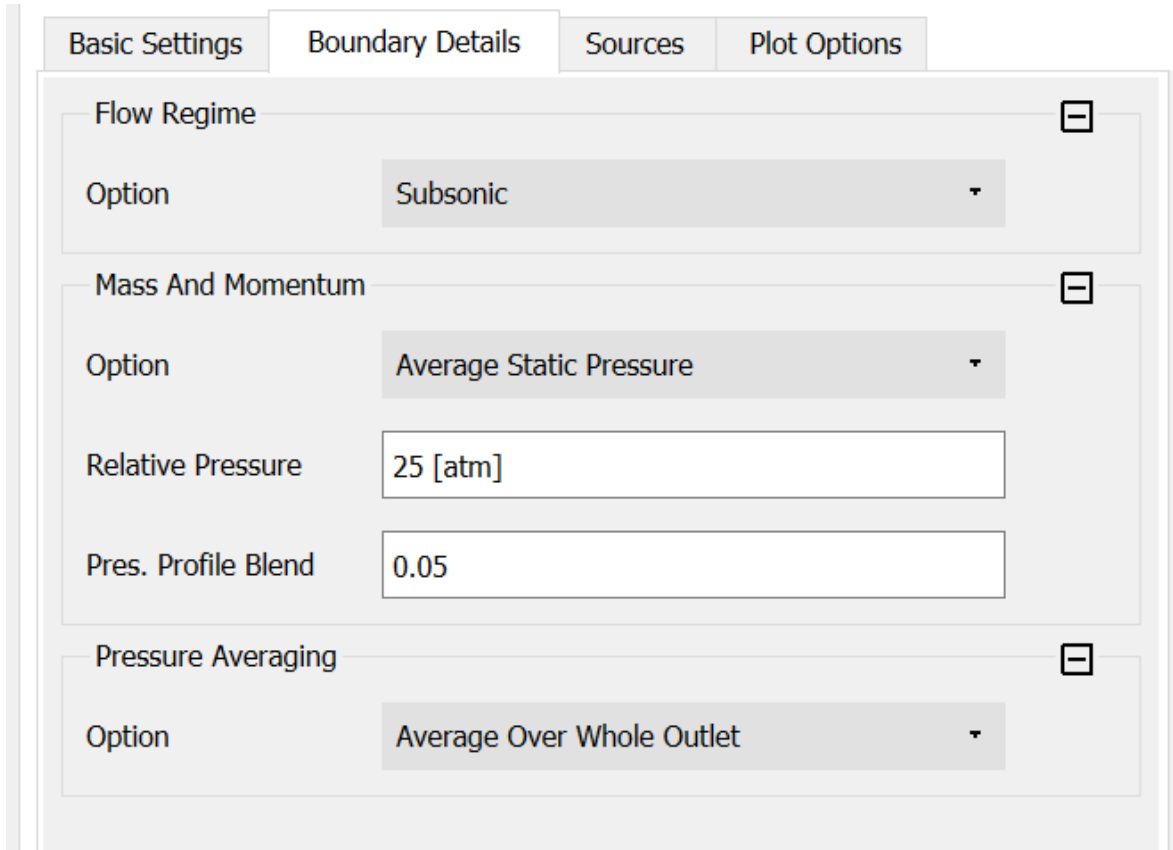 Basic Settings Boundary Details Sources Plot Options
Flow Regime
Option Subsonic
Mass And Momentum
Option Average Static Pressure
Relative Pressure 25 [atm]
Pres. Profile Blend 0.05
Pressure Averaging
Option Average Over Whole Outlet